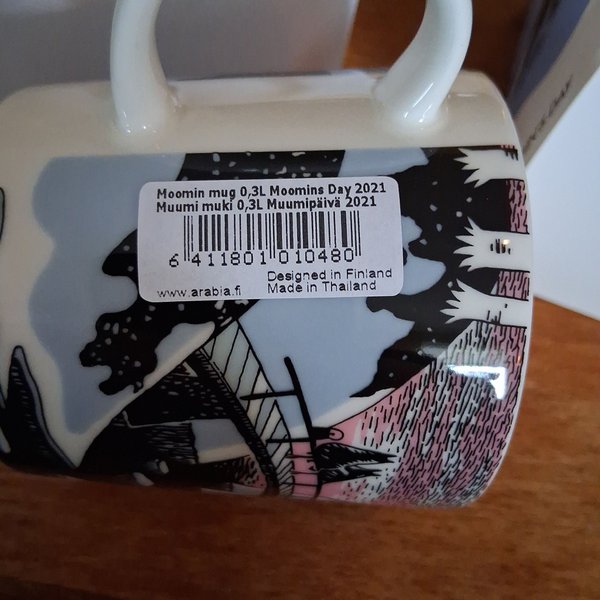 Moomin mug 0,3L Moomins Day 2021
Muumi muki 0,3L Muumipäivä 2021
6 411801 010480
Designed in Finland
www.arabia.fi Made in Thailand